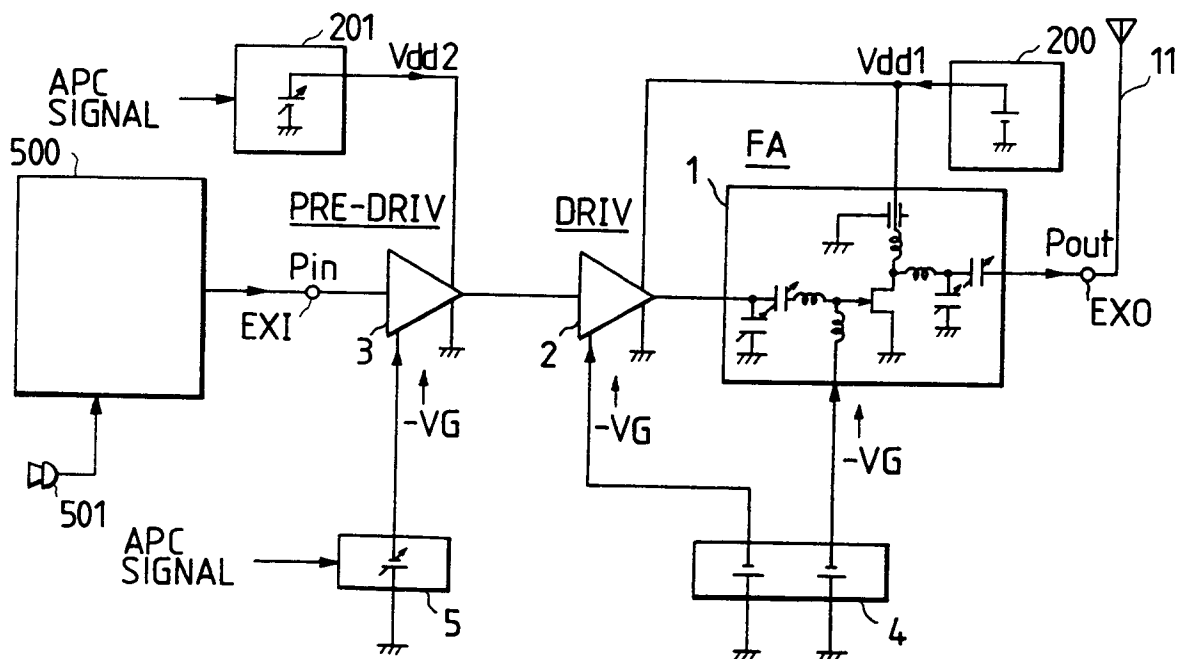 201
Vdd2
APC
SIGNAL
500
Vdd1
200
11
FA
1
PRE-DRIV
DRIV
Pin
EXI
3
2
Pout
EXO
-VG
-VG
-VG
501
APC
SIGNAL
5
4